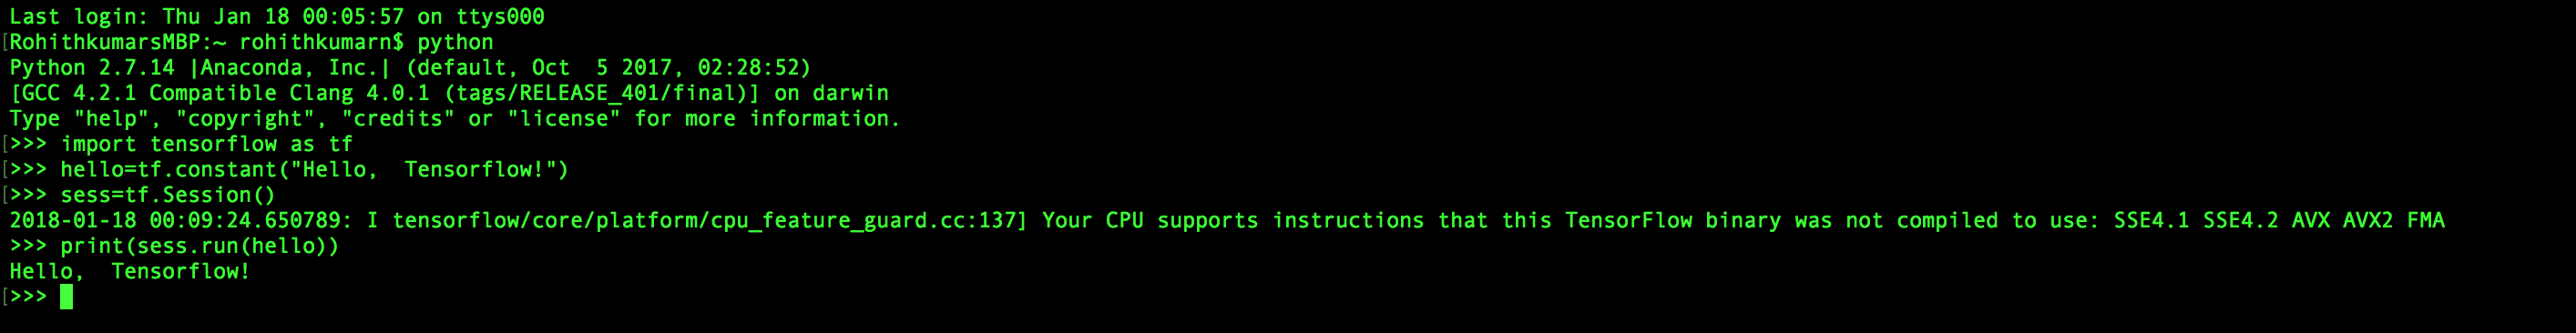 Last login: Thu Jan 18 00:05:57 on ttys000
[RohithkumarsMBP:~ rohithkumarn$ python
Python 2.7.14 |Anaconda, Inc.| (default, Oct  5 2017, 02:28:52)
[GCC 4.2.1 Compatible Clang 4.0.1 (tags/RELEASE_401/final)] on darwin
Type "help", "copyright", "credits" or "license" for more information.
[>>> import tensorflow as tf
[>>> hello=tf.constant("Hello,  Tensorflow!")
[>>> sess=tf.Session()
2018-01-18 00:09:24.650789: I tensorflow/core/platform/cpu_feature_guard.cc:137] Your CPU supports instructions that this TensorFlow binary was not compiled to use: SSE4.1 SSE4.2 AVX AVX2 FMA
>>> print(sess.run(hello))
Hello,  Tensorflow!
[>>>